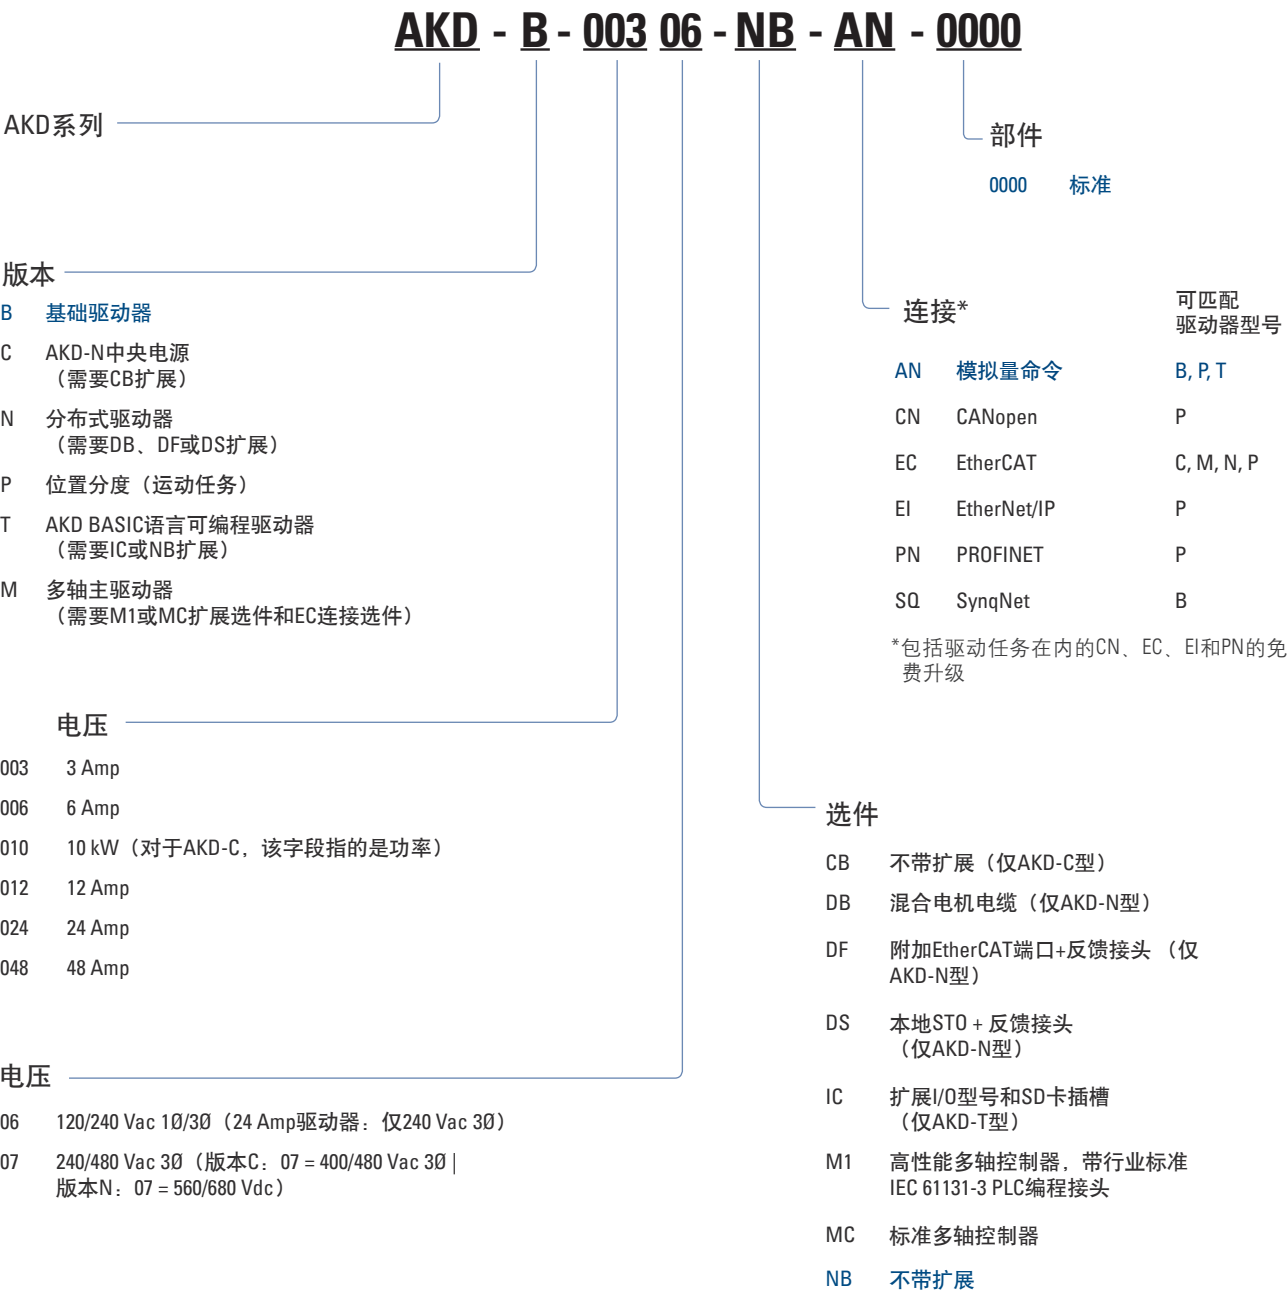 AKD - B - 003 06 - NB - AN - 0000
AKD系列
版本
B 基础驱动器
C AKD-N中央电源
（需要CB扩展）
N 分布式驱动器
（需要DB、DF或DS扩展）
P 位置分度（运动任务）
T AKD BASIC语言可编程驱动器
（需要IC或NB扩展）
M 多轴主驱动器
（需要M1或MC扩展选件和EC连接选件）
电压
003 3 Amp
006 6 Amp
010 10 kW（对于AKD-C，该字段指的是功率）
012 12 Amp
024 24 Amp
048 48 Amp
电压
06 120/240 Vac 1Ø/3Ø（24 Amp驱动器：仅240 Vac 3Ø）
07 240/480 Vac 3Ø（版本C：07 = 400/480 Vac 3Ø |
版本N：07 = 560/680 Vdc）
部件
0000 标准
连接* 可匹配
驱动器型号
AN 模拟量命令 B, P, T
CN CANopen P
EC EtherCAT C, M, N, P
EI EtherNet/IP P
PN PROFINET P
SQ SynqNet B
*包括驱动任务在内的CN、EC、EI和PN的免
费升级
选件
CB 不带扩展（仅AKD-C型）
DB 混合电机电缆（仅AKD-N型）
DF 附加EtherCAT端口+反馈接头 （仅
AKD-N型）
DS 本地STO + 反馈接头
（仅AKD-N型）
IC 扩展I/O型号和SD卡插槽
（仅AKD-T型）
M1 高性能多轴控制器，带行业标准
IEC 61131-3 PLC编程接头
MC 标准多轴控制器
NB 不带扩展